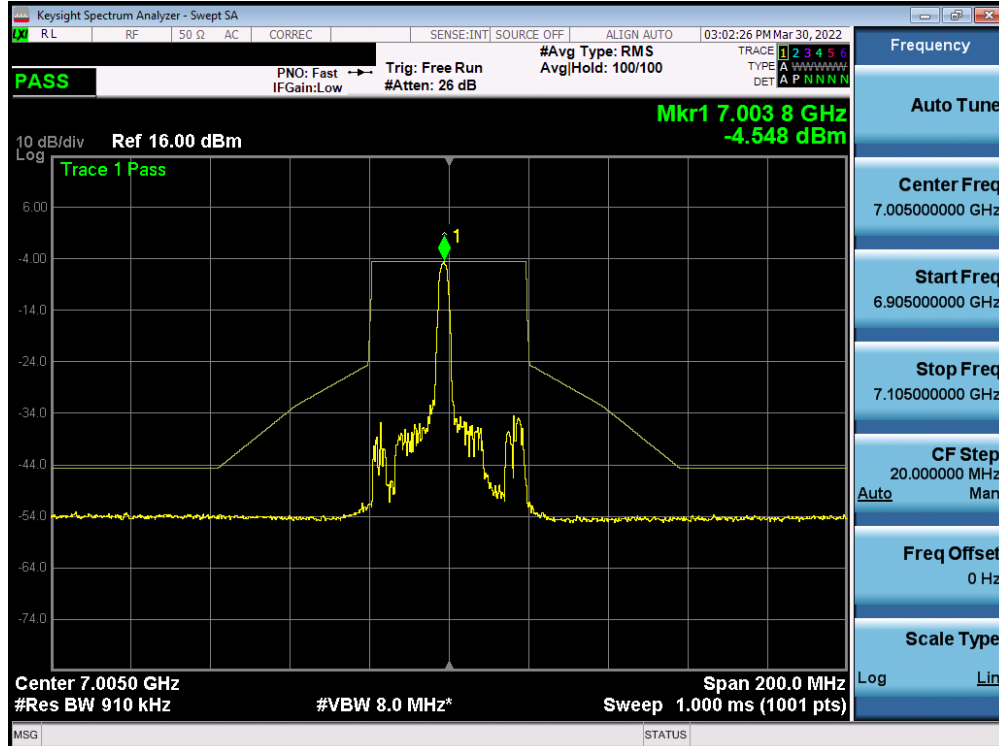 Keysight Spectrum Analyzer - Swept SA
LXI RL RF 50 Ω AC CORREC SENSE:INT SOURCE OFF ALIGN AUTO 03:02:26 PM Mar 30, 2022
PASS
PNO: Fast
IFGain:Low
Trig: Free Run
#Atten: 26 dB
#Avg Type: RMS
Avg|Hold: 100/100
TRACE 1 2 3 4 5 6
TYPE A WWWWW
DET A P N N N N
Mkr1 7.003 8 GHz
-4.548 dBm
10 dB/div Ref 16.00 dBm
Log
Trace 1 Pass
6.00
1
-4.00
-14.0
-24.0
-34.0
-44.0
-54.0
-64.0
-74.0
Center 7.0050 GHz Span 200.0 MHz
#Res BW 910 kHz #VBW 8.0 MHz* Sweep 1.000 ms (1001 pts)
MSG STATUS
Frequency
Auto Tune
Center Freq
7.005000000 GHz
Start Freq
6.905000000 GHz
Stop Freq
7.105000000 GHz
CF Step
20.000000 MHz
Auto Man
Freq Offset
0 Hz
Scale Type
Log Lin